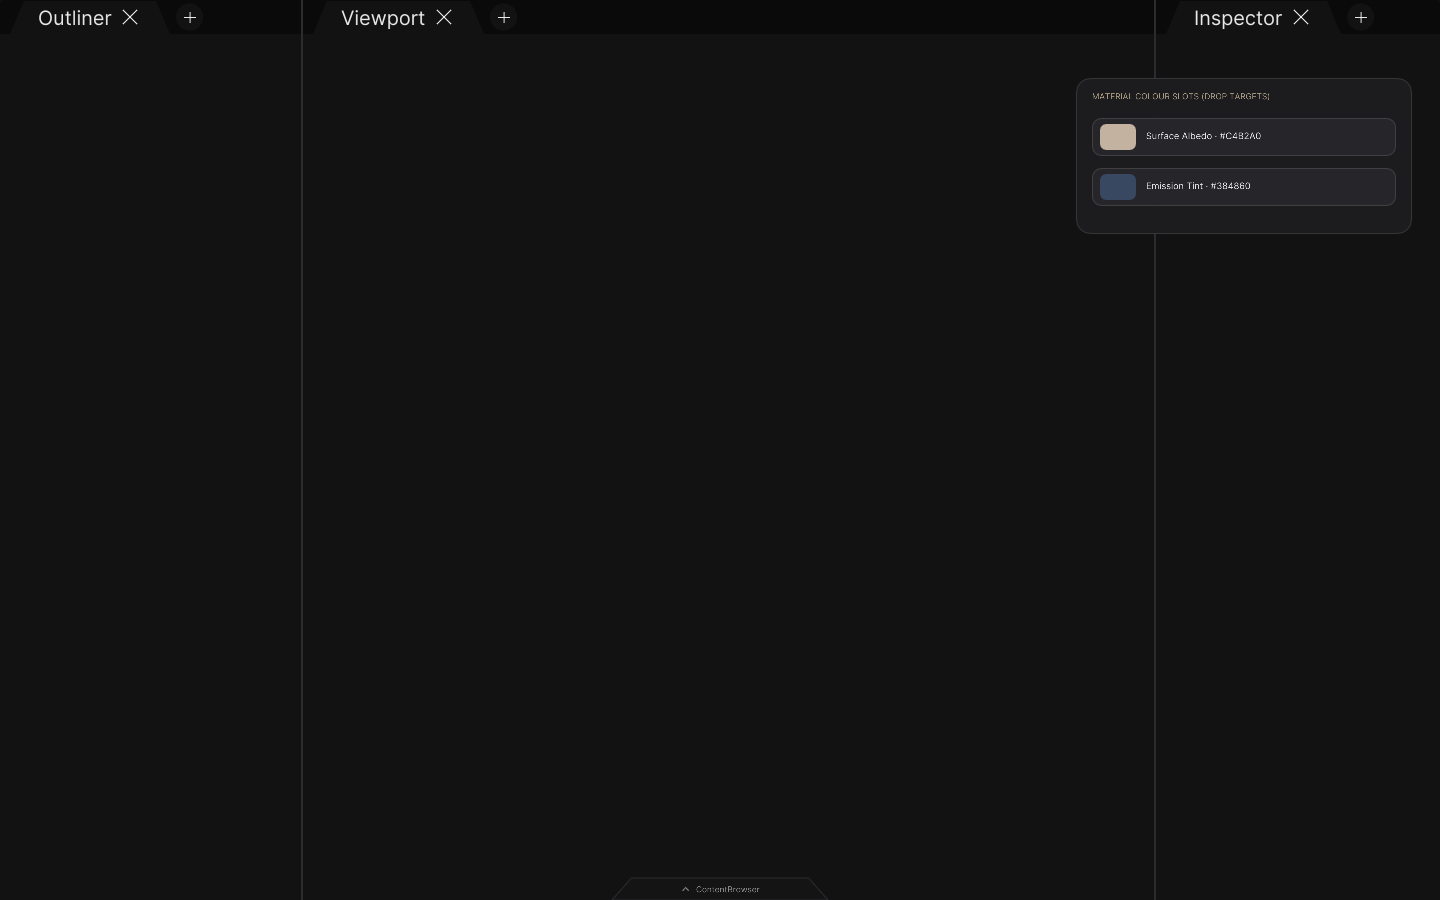 Outliner
Viewport
Inspector
MATERIAL COLOUR SLOTS (DROP TARGETS)
Surface Albedo · #C4B2A0
Emission Tint · #384860
ContentBrowser